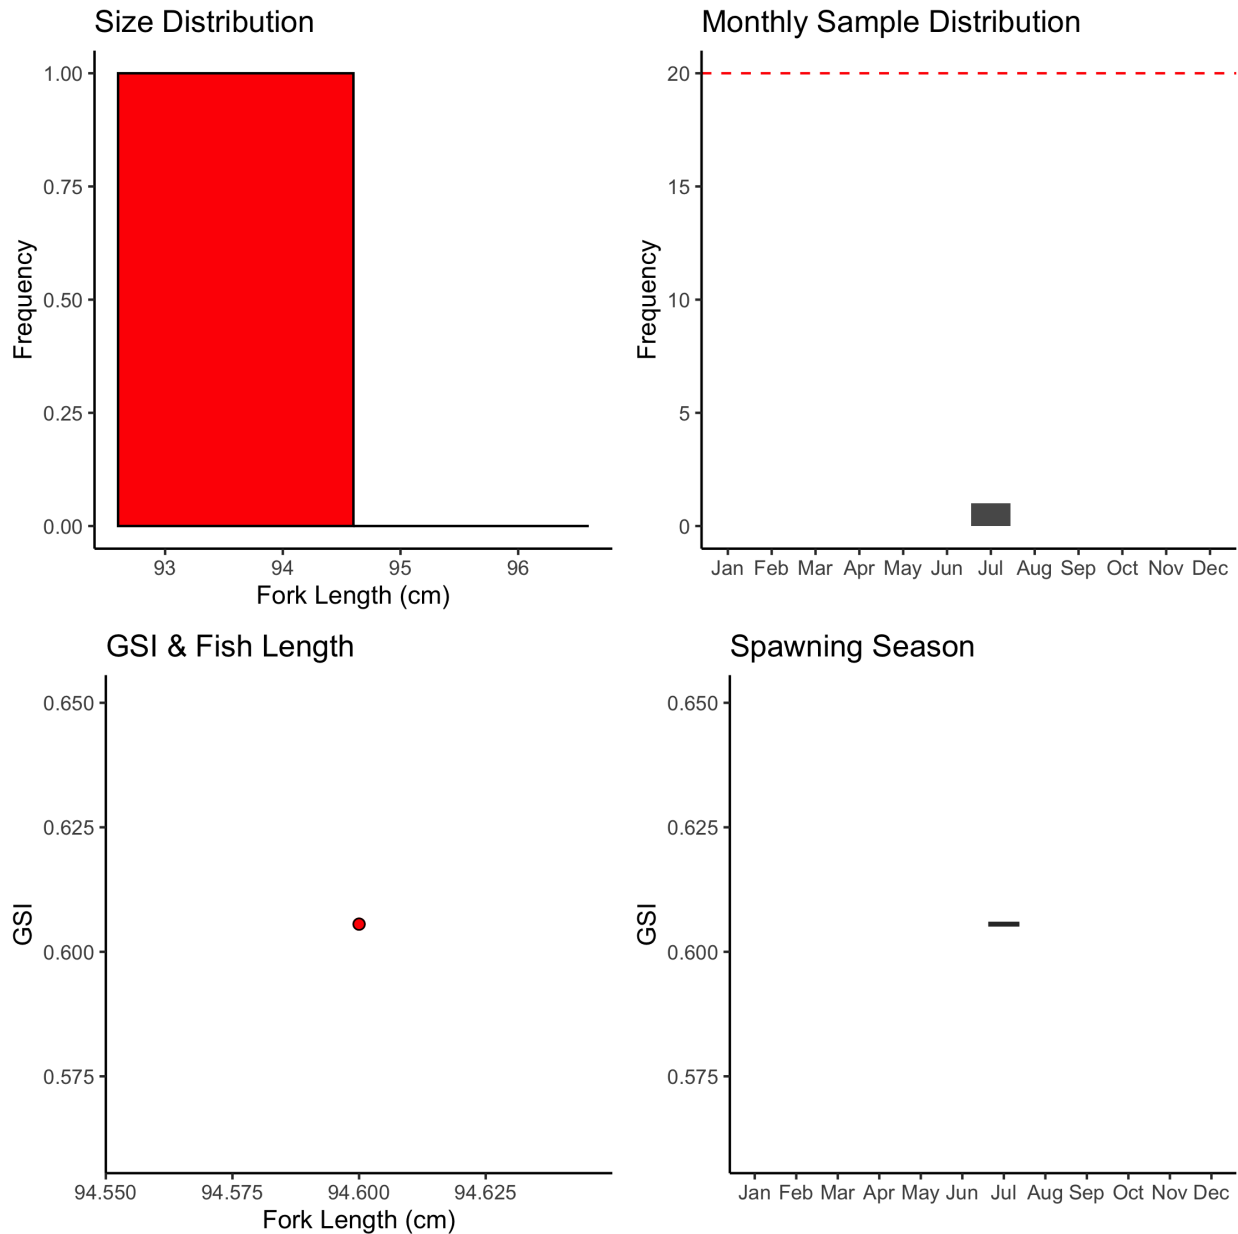 Size Distribution
1.00
0.75
0.50
0.25
0.00
Frequency
93 94 95 96
Fork Length (cm)
Monthly Sample Distribution
20
15
10
5
0
Frequency
Jan Feb Mar Apr May Jun Jul Aug Sep Oct Nov Dec
GSI & Fish Length
0.650
0.625
0.600
0.575
GSI
94.550 94.575 94.600 94.625
Fork Length (cm)
Spawning Season
0.650
0.625
0.600
0.575
GSI
Jan Feb Mar Apr May Jun Jul Aug Sep Oct Nov Dec